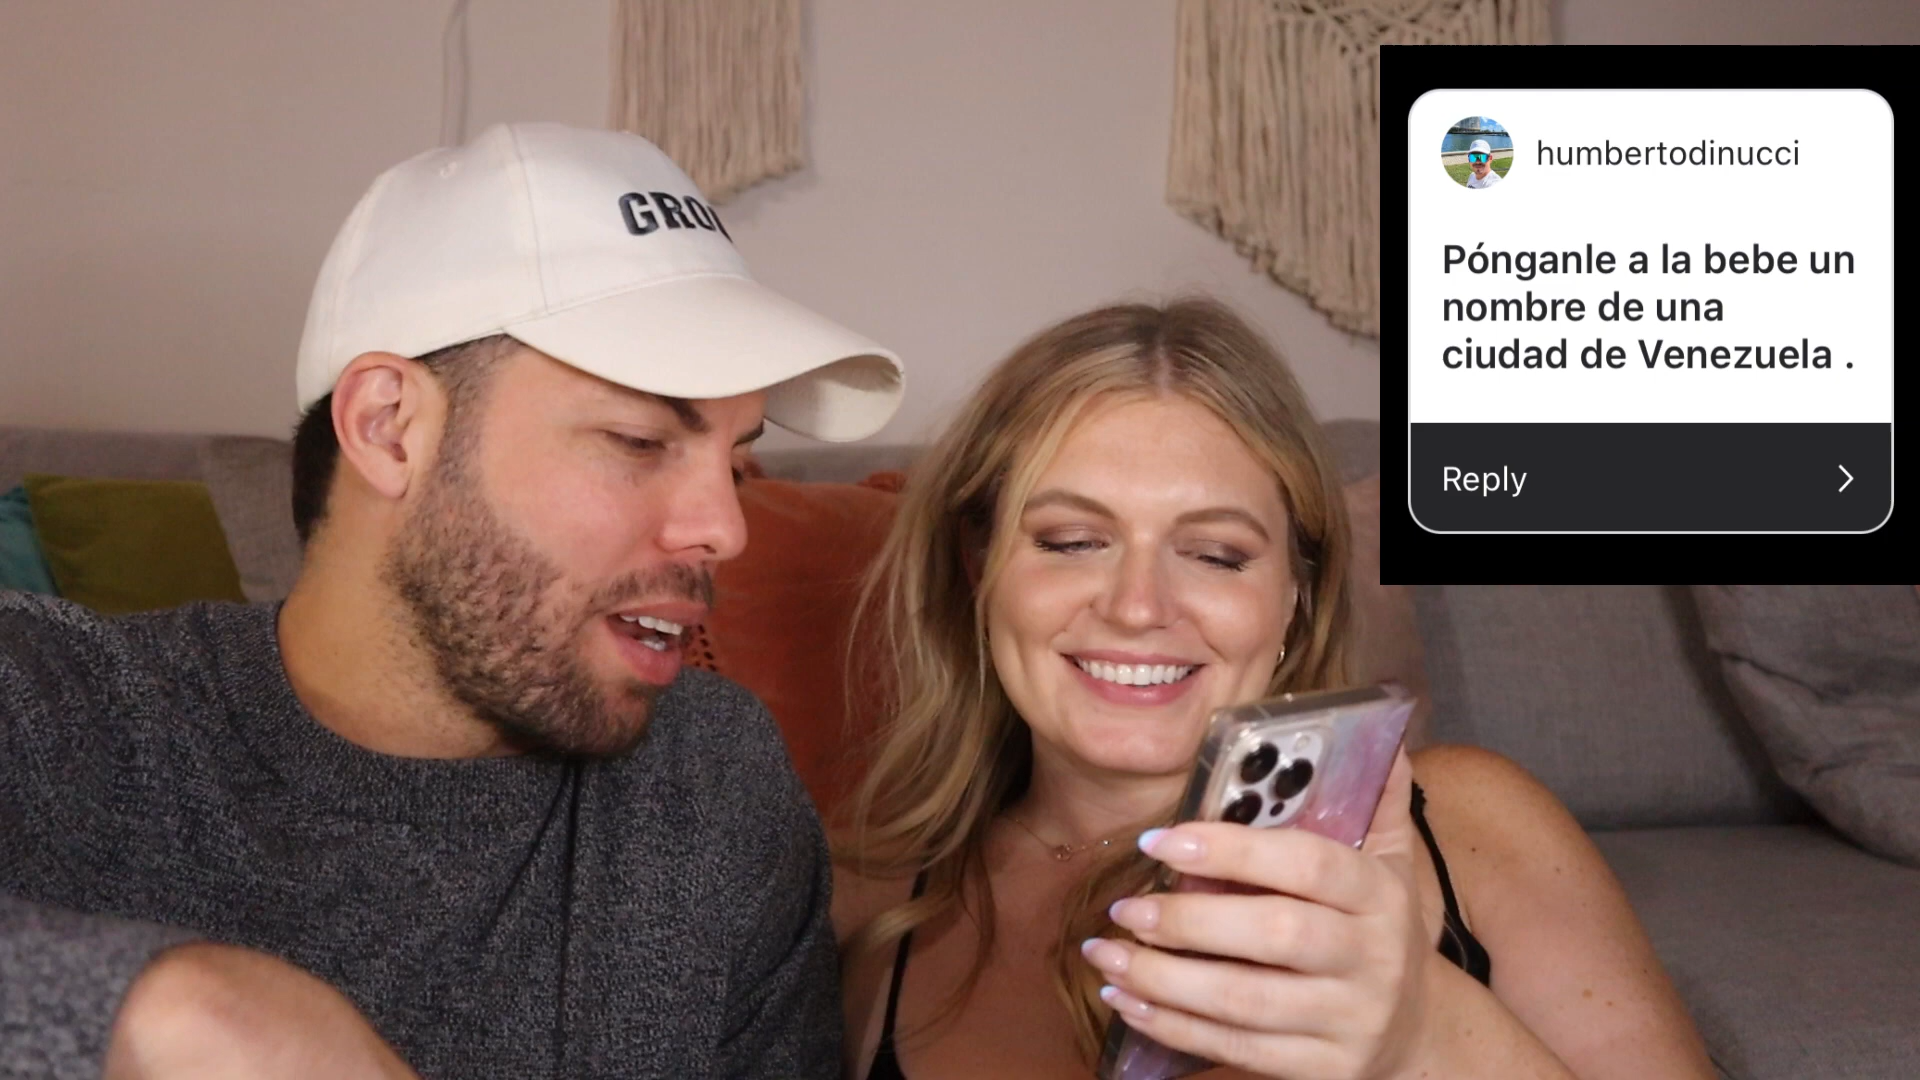 GRO
humbertodinucci
Pónganle a la bebe un
nombre de una
ciudad de Venezuela .
Reply